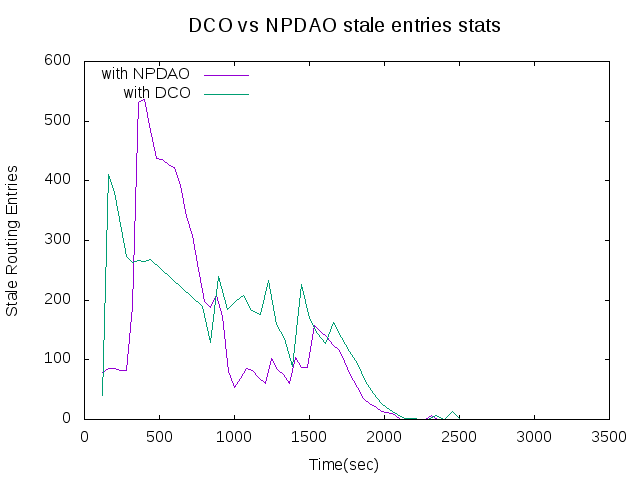 DCO vs NPDAO stale entries stats
600
500
400
300
200
100
0
Stale Routing Entries
with NPDAO
with DCO
0 500 1000 1500 2000 2500 3000 3500
Time(sec)